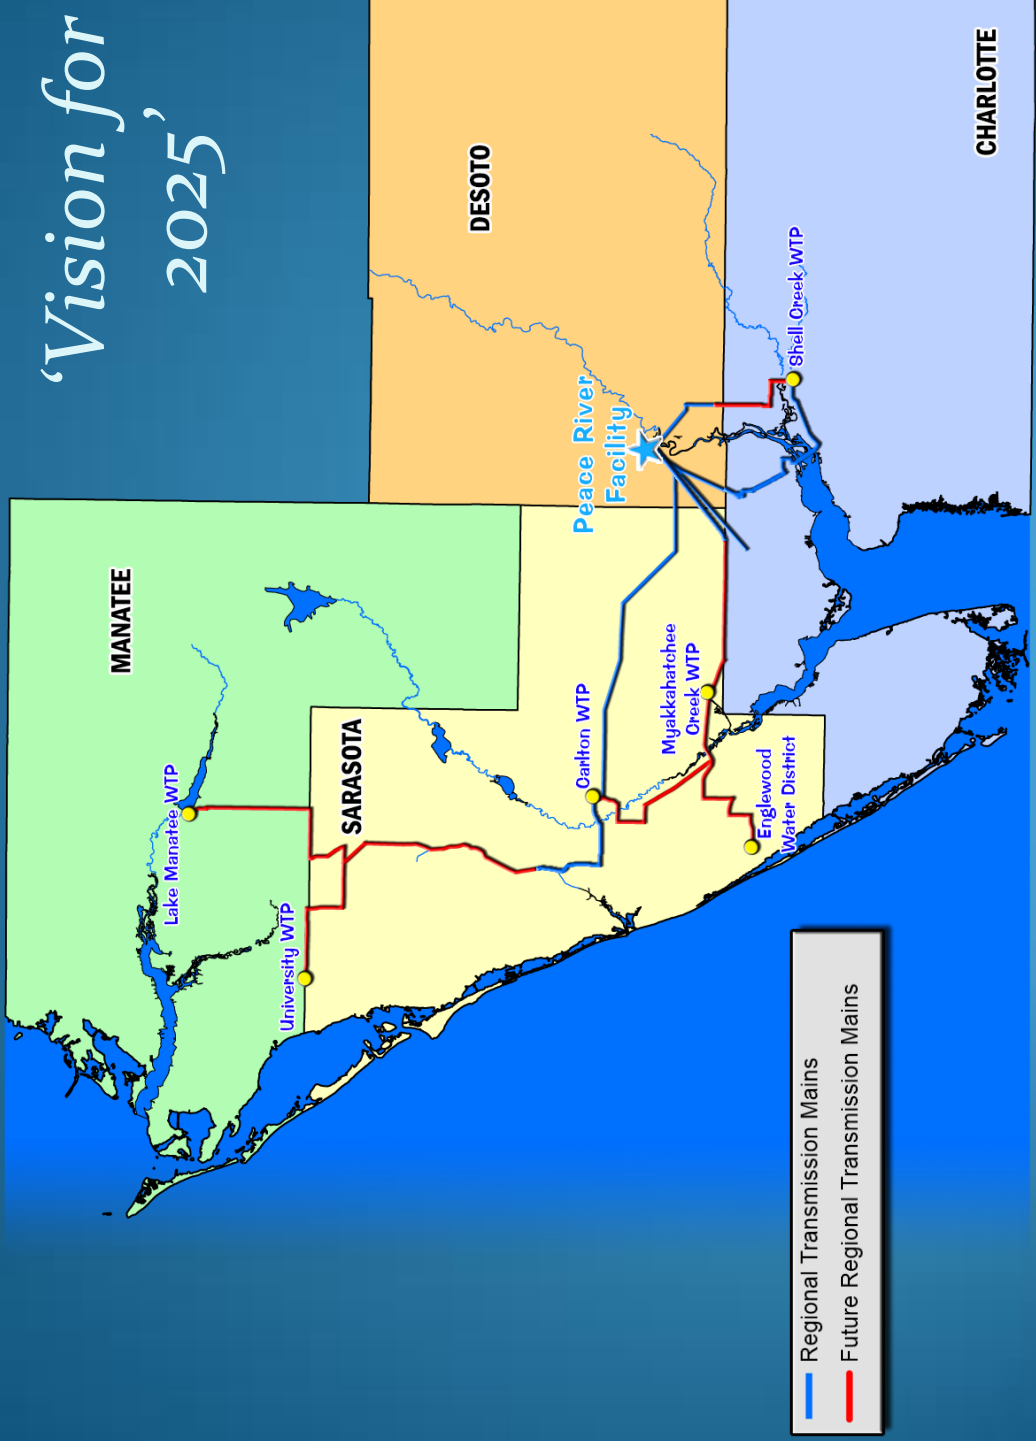 ‘Vision for
2025’
MANATEE
Lake Manatee WTP
University WTP
SARASOTA
DESOTO
Peace River
Facility
Carlton WTP
Myakkahatchee
Creek WTP
Englewood
Water District
Shell Creek WTP
CHARLOTTE
Regional Transmission Mains
Future Regional Transmission Mains